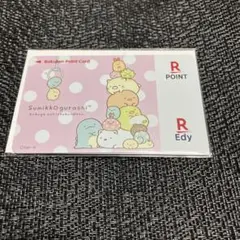 Rakuten Point Card
R
POINT
Sumikkogurashi
R
Edy